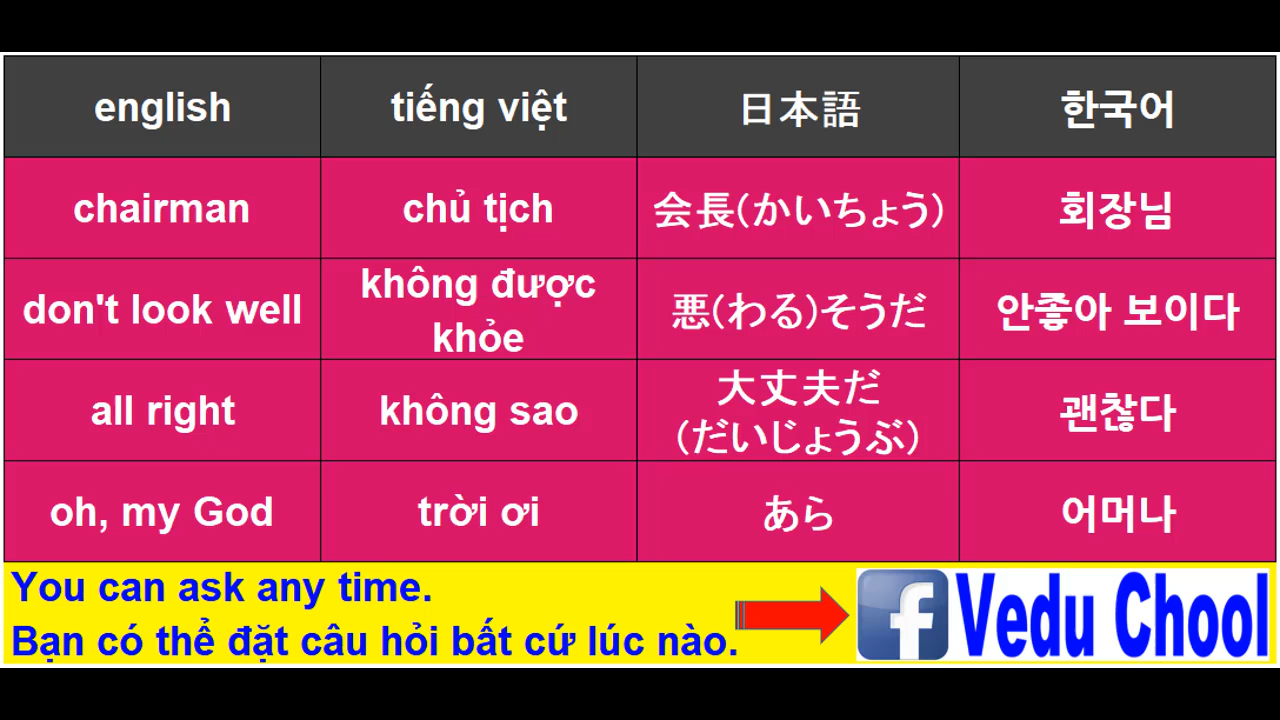 english tiếng việt 日本語 한국어
chairman chủ tịch 会長(かいちょう) 회장님
don't look well không được khỏe 悪(わる)そうだ 안좋아 보이다
all right không sao 大丈夫だ (だいじょうぶ) 괜찮다
oh, my God trời ơi あら 어머나
You can ask any time.
Bạn có thể đặt câu hỏi bất cứ lúc nào.
f Vedu Chool